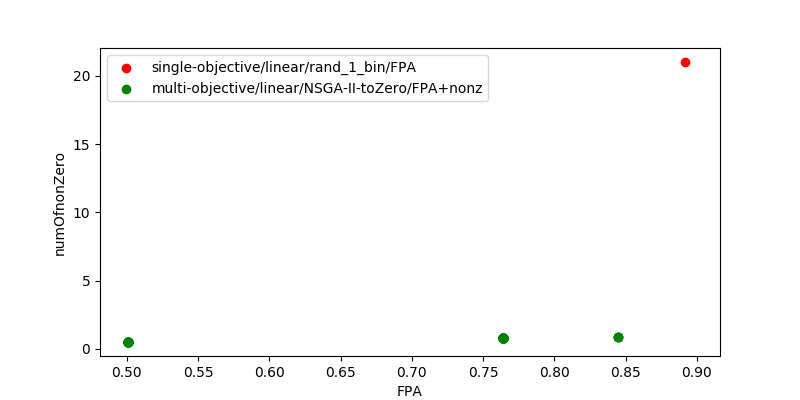 single-objective/linear/rand_1_bin/FPA
multi-objective/linear/NSGA-II-toZero/FPA+nonz
20
15
10
5
0
numOfnonZero
0.50 0.55 0.60 0.65 0.70 0.75 0.80 0.85 0.90
FPA